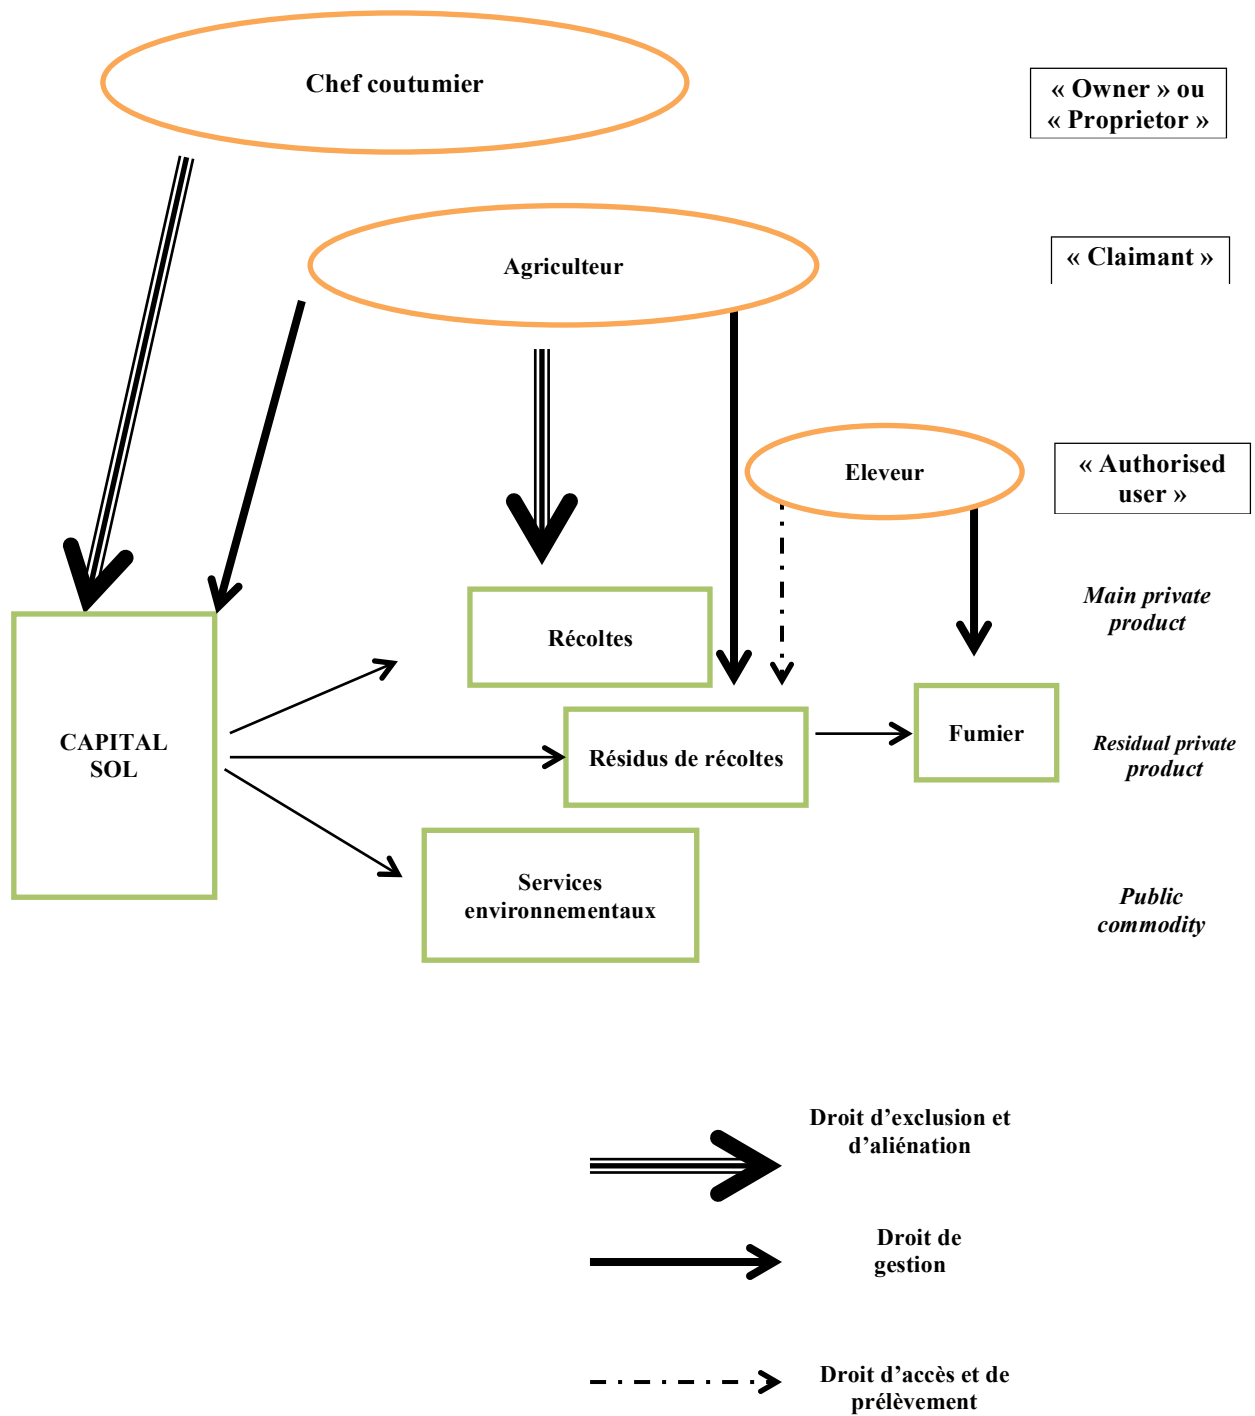 Chef coutumier
« Owner » ou
« Proprietor »
Agriculteur
« Claimant »
Eleveur
« Authorised
user »
Récoltes
Main private
product
CAPITAL
SOL
Résidus de récoltes
Fumier
Residual private
product
Services
environnementaux
Public
commodity
Droit d’exclusion et
d’aliénation
Droit de
gestion
Droit d’accès et de
prélèvement